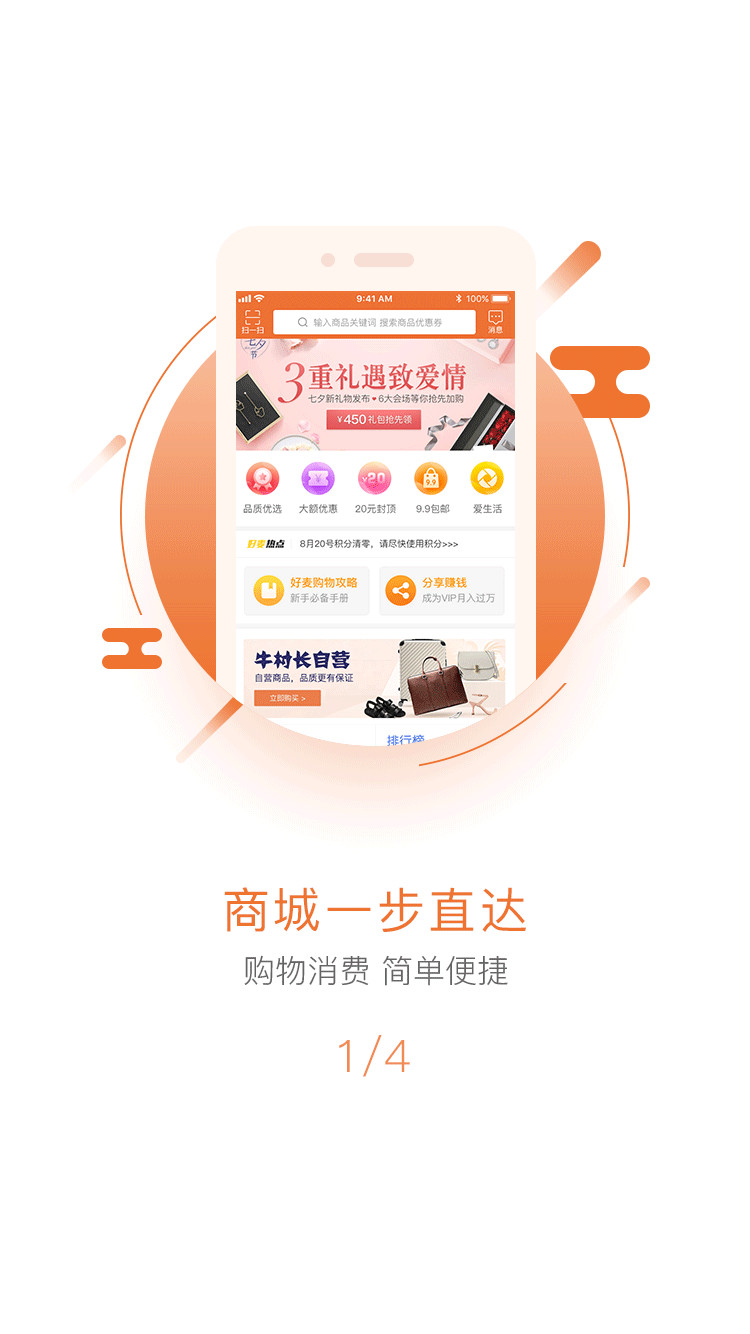 9:41 AM
100%
扫一扫
输入商品关键词 搜索商品优惠券
消息
七夕
节
3重礼遇致爱情
七夕新礼物发布♥6大会场等你抢先加购
¥450礼包抢先领
¥20
品质优选
大额优惠
20元封顶
9.9包邮
爱生活
好麦热点
8月20号积分清零，请尽快使用积分>>>
好麦购物攻略
新手必备手册
分享赚钱
成为VIP月入过万
牛村长自营
自营商品，品质更有保证
立即购买 >
排行榜
商城一步直达
购物消费 简单便捷
1/4